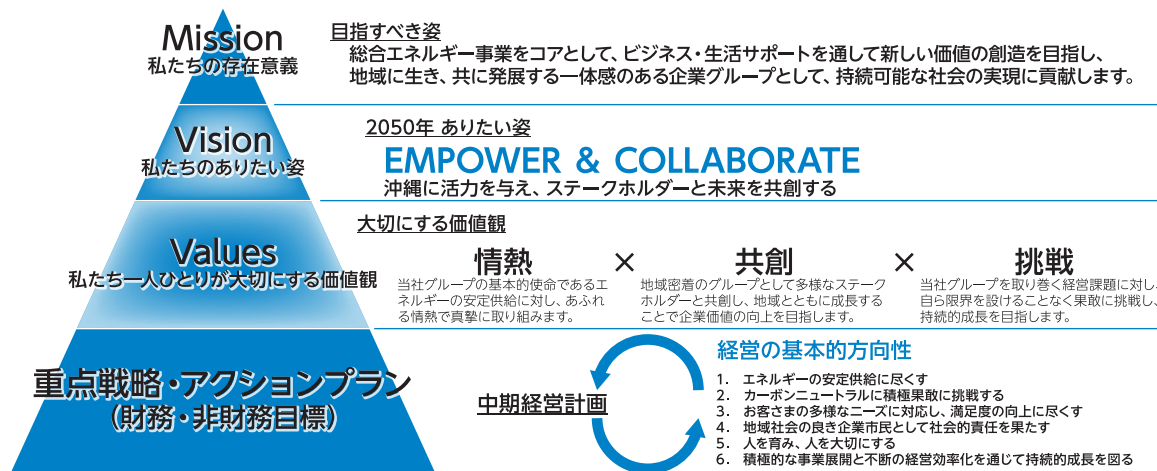 Mission
私たちの存在意義
目指すべき姿
総合エネルギー事業をコアとして、ビジネス・生活サポートを通して新しい価値の創造を目指し、
地域に生き、共に発展する一体感のある企業グループとして、持続可能な社会の実現に貢献します。
Vision
私たちのありたい姿
2050年 ありたい姿
EMPOWER & COLLABORATE
沖縄に活力を与え、ステークホルダーと未来を共創する
Values
私たち一人ひとりが大切にする価値観
大切にする価値観
情熱 × 共創 × 挑戦
当社グループの基本的使命であるエ
ネルギーの安定供給に対し、あふれ
る情熱で真摯に取り組みます。
地域密着のグループとして多様なステーク
ホルダーと共創し、地域とともに成長する
ことで企業価値の向上を目指します。
当社グループを取り巻く経営課題に対し、
自ら限界を設けることなく果敢に挑戦し、
持続的成長を目指します。
重点戦略・アクションプラン
(財務・非財務目標)
中期経営計画
経営の基本的方向性
1. エネルギーの安定供給に尽くす
2. カーボンニュートラルに積極果敢に挑戦する
3. お客さまの多様なニーズに対応し、満足度の向上に尽くす
4. 地域社会の良き企業市民として社会的責任を果たす
5. 人を育み、人を大切にする
6. 積極的な事業展開と不断の経営効率化を通じて持続的成長を図る